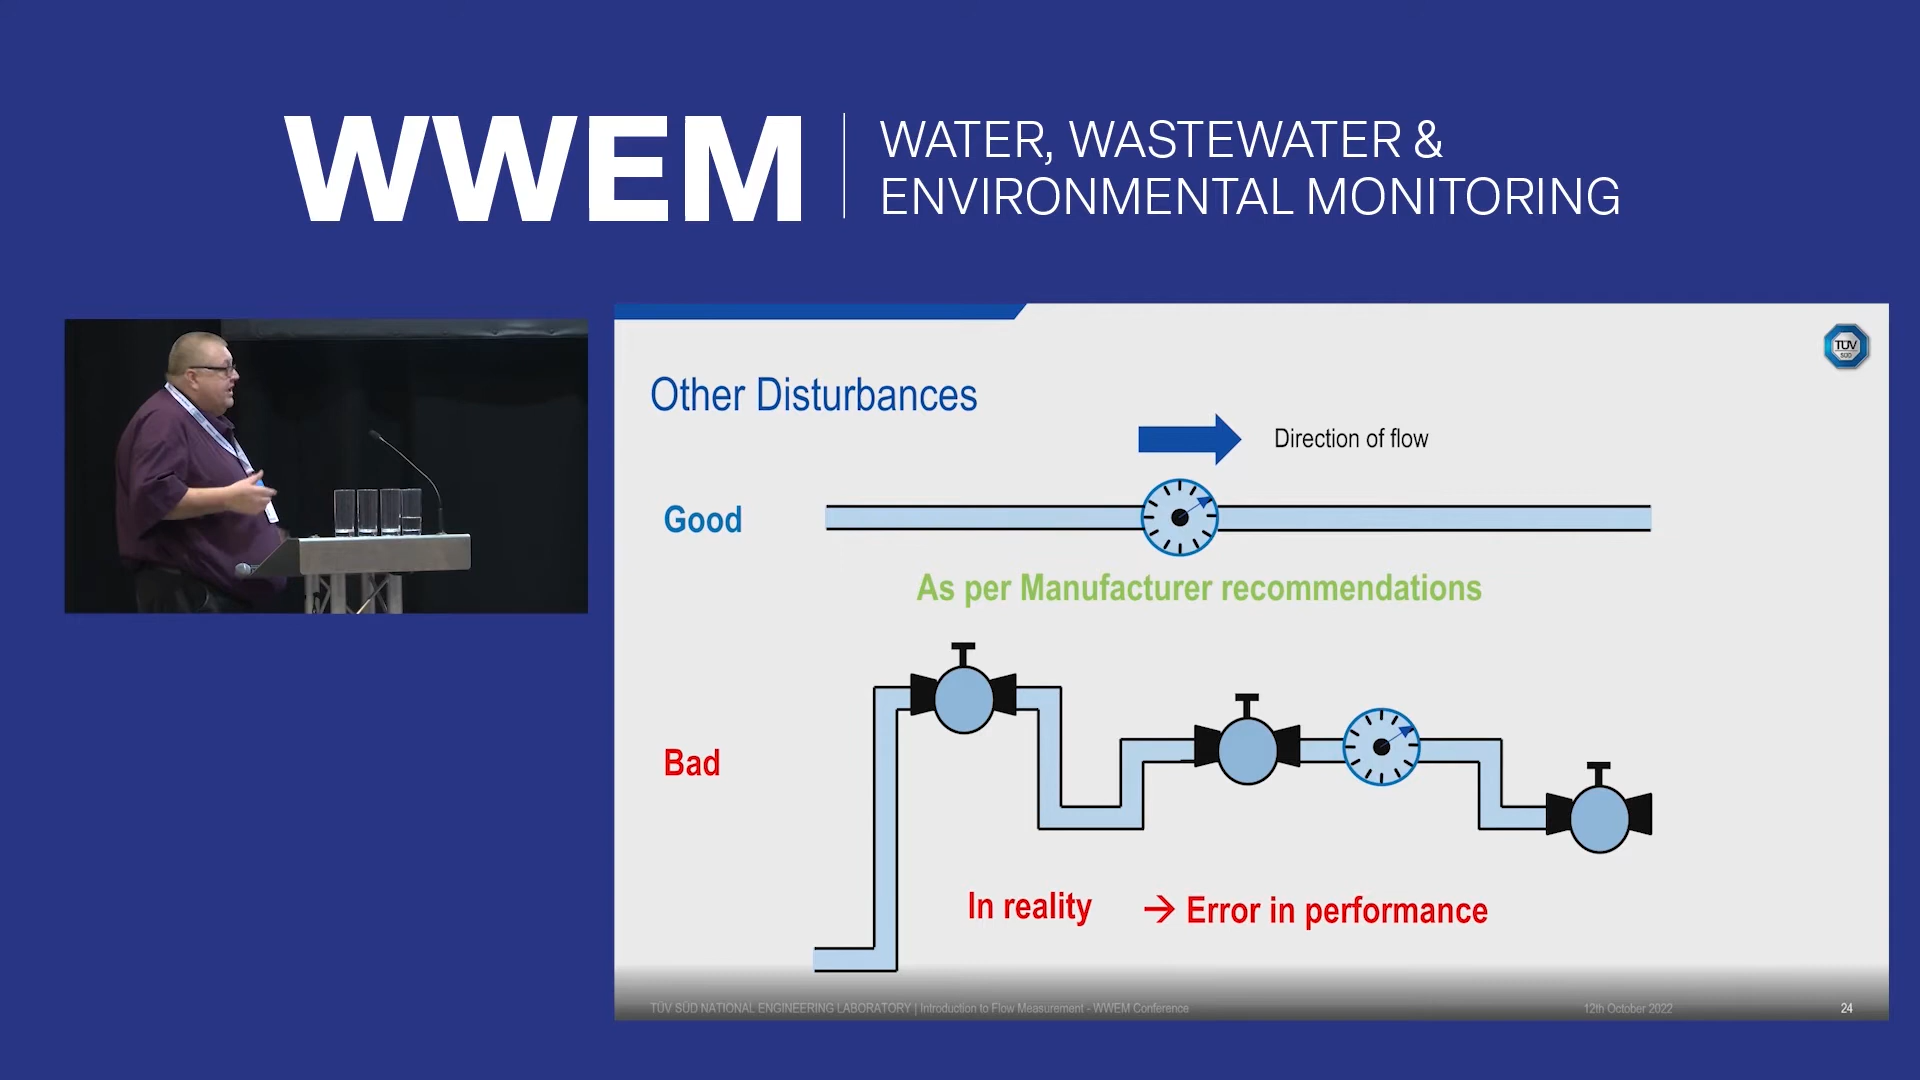 WWEM
WATER, WASTEWATER &
ENVIRONMENTAL MONITORING
TÜV
SÜD
Other Disturbances
Direction of flow
Good
As per Manufacturer recommendations
Bad
In reality → Error in performance
TÜV SÜD NATIONAL ENGINEERING LABORATORY | Introduction to Flow Measurement - WWEM Conference
12th October 2022
24